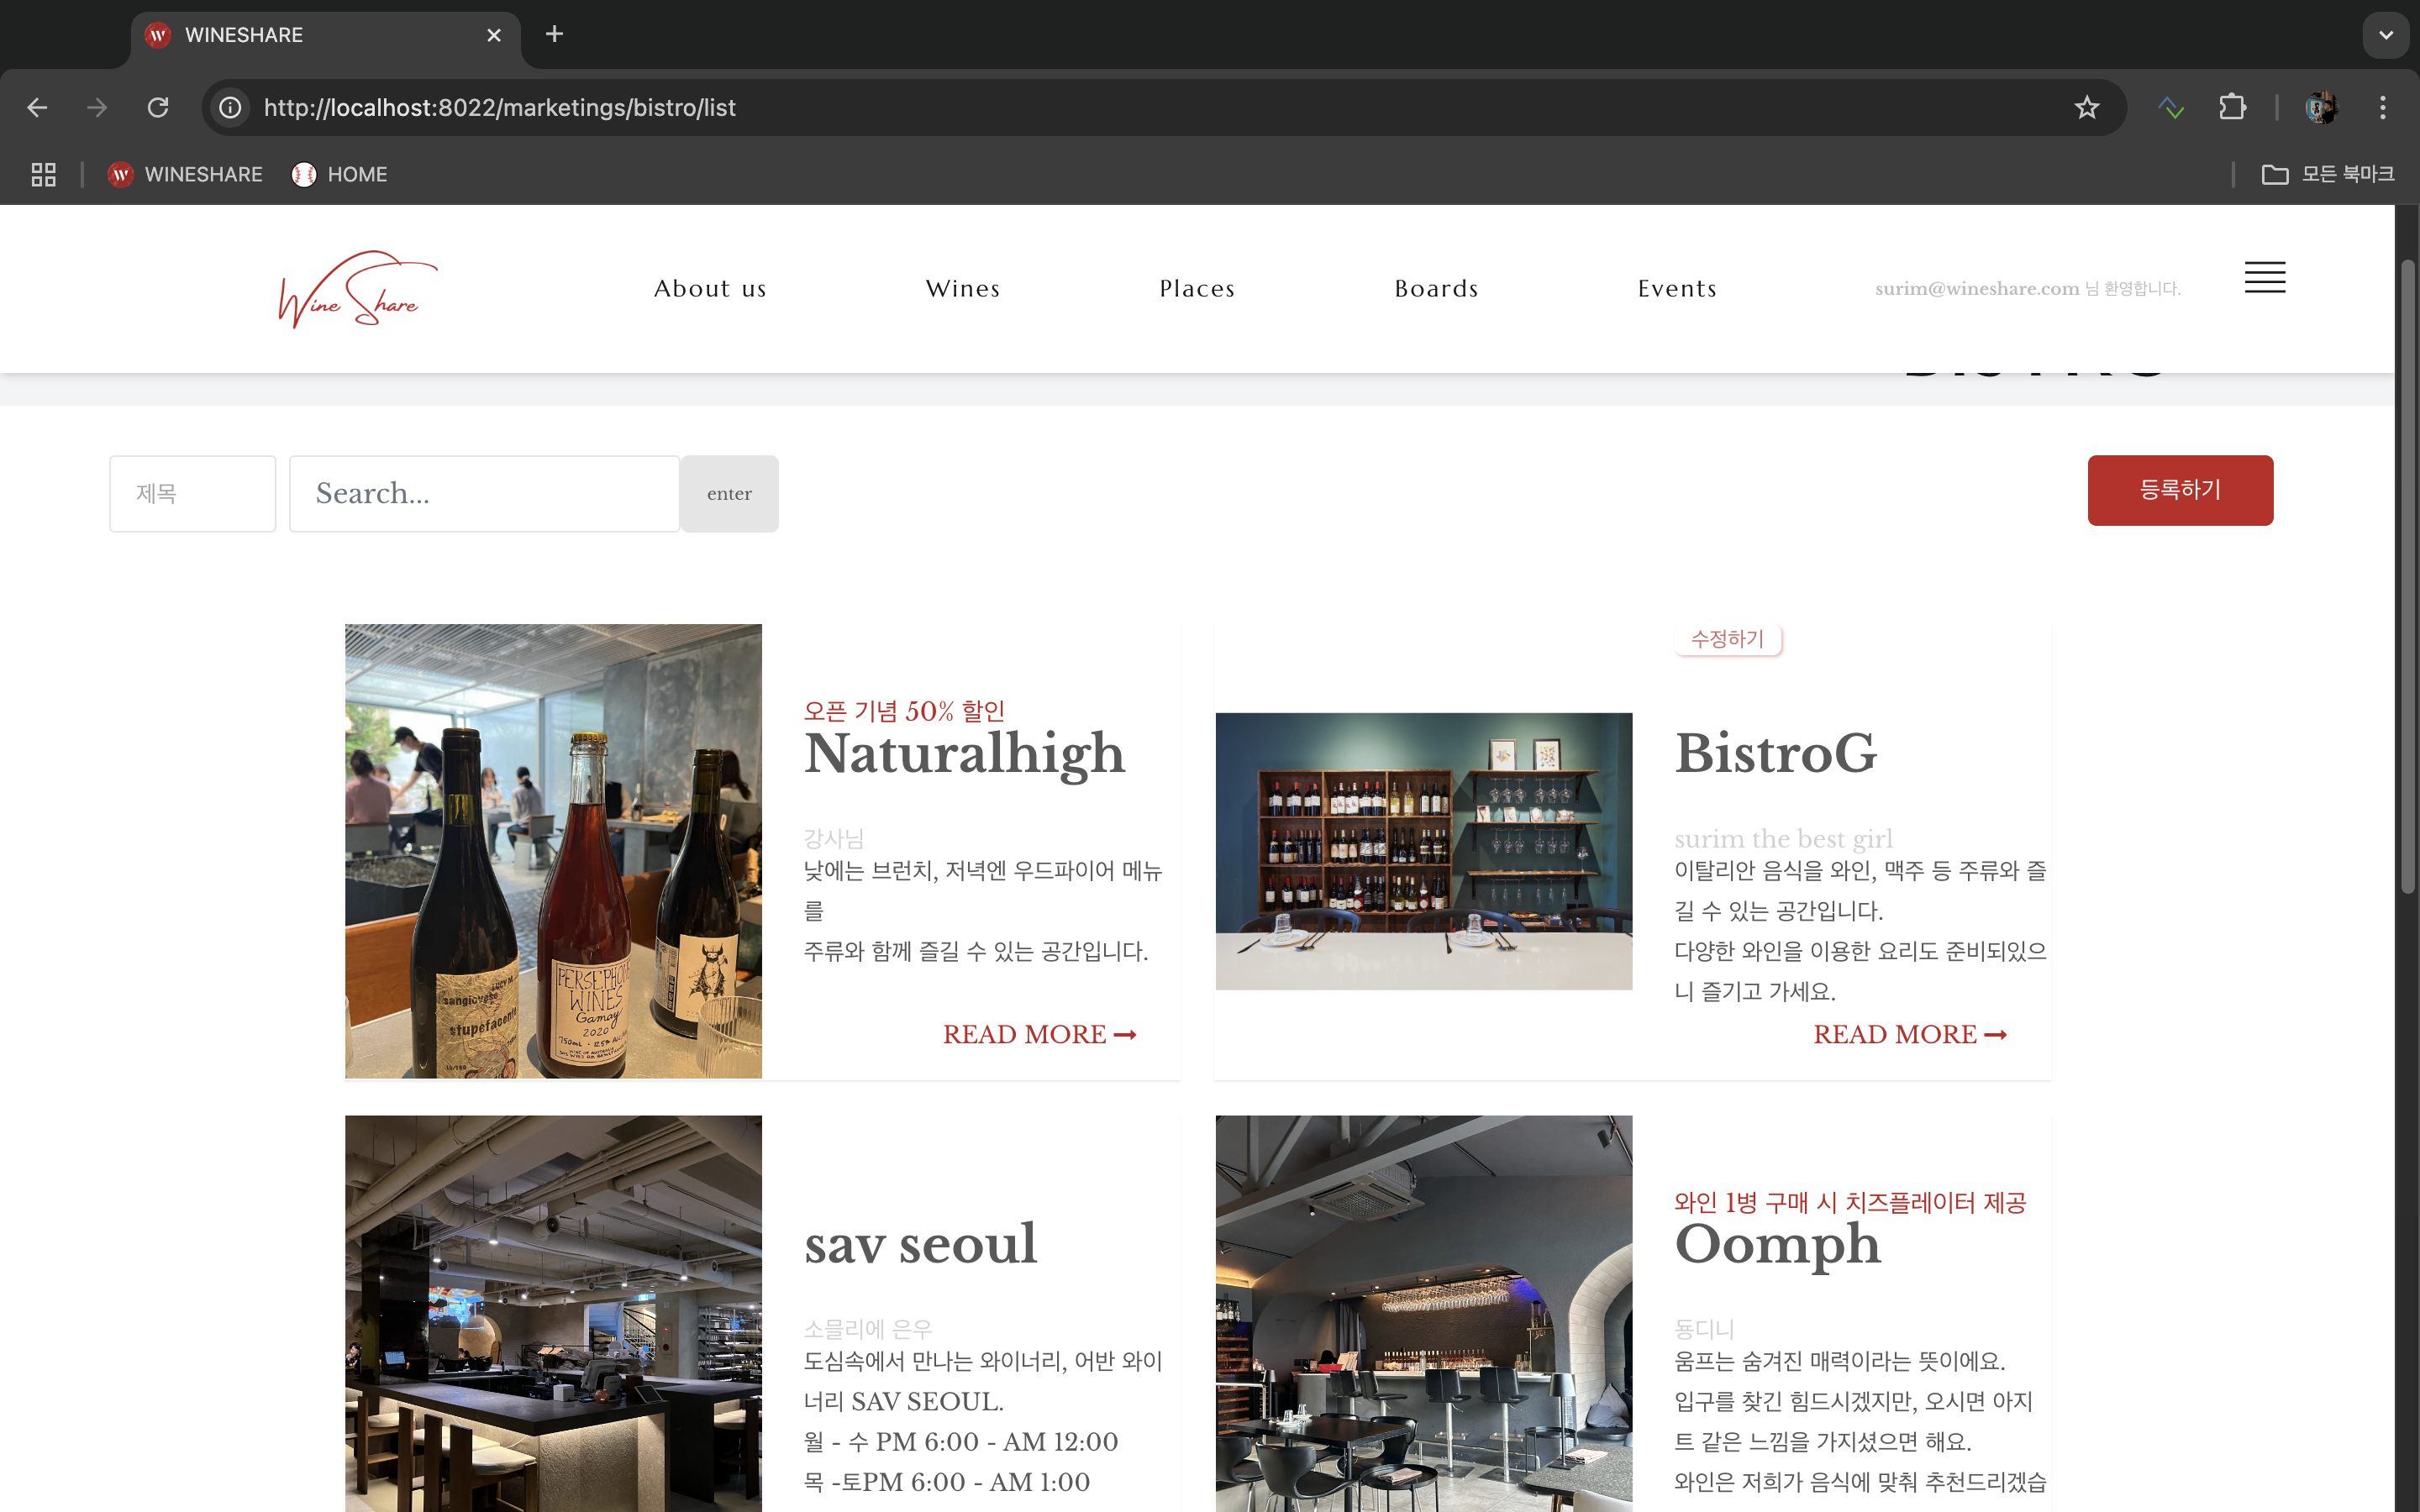 WINESHARE
http://localhost:8022/marketings/bistro/list
WINESHARE
HOME
모든 북마크
Wine Share
About us
Wines
Places
Boards
Events
surim@wineshare.com 님 환영합니다.
제목
Search...
enter
등록하기
오픈 기념 50% 할인
Naturalhigh
강사님
낮에는 브런치, 저녁엔 우드파이어 메뉴
를
주류와 함께 즐길 수 있는 공간입니다.
READ MORE
sangiovese
stupefacente
PERSEPHONE
WINES
Gamay
2020
수정하기
BistroG
surim the best girl
이탈리안 음식을 와인, 맥주 등 주류와 즐
길 수 있는 공간입니다.
다양한 와인을 이용한 요리도 준비되있으
니 즐기고 가세요.
READ MORE
sav seoul
소믈리에 은우
도심속에서 만나는 와이너리, 어반 와이
너리 SAV SEOUL.
월 - 수 PM 6:00 - AM 12:00
목 -토PM 6:00 - AM 1:00
와인 1병 구매 시 치즈플레이터 제공
Oomph
둉디니
움프는 숨겨진 매력이라는 뜻이에요.
입구를 찾긴 힘드시겠지만, 오시면 아지
트 같은 느낌을 가지셨으면 해요.
와인은 저희가 음식에 맞춰 추천드리겠습